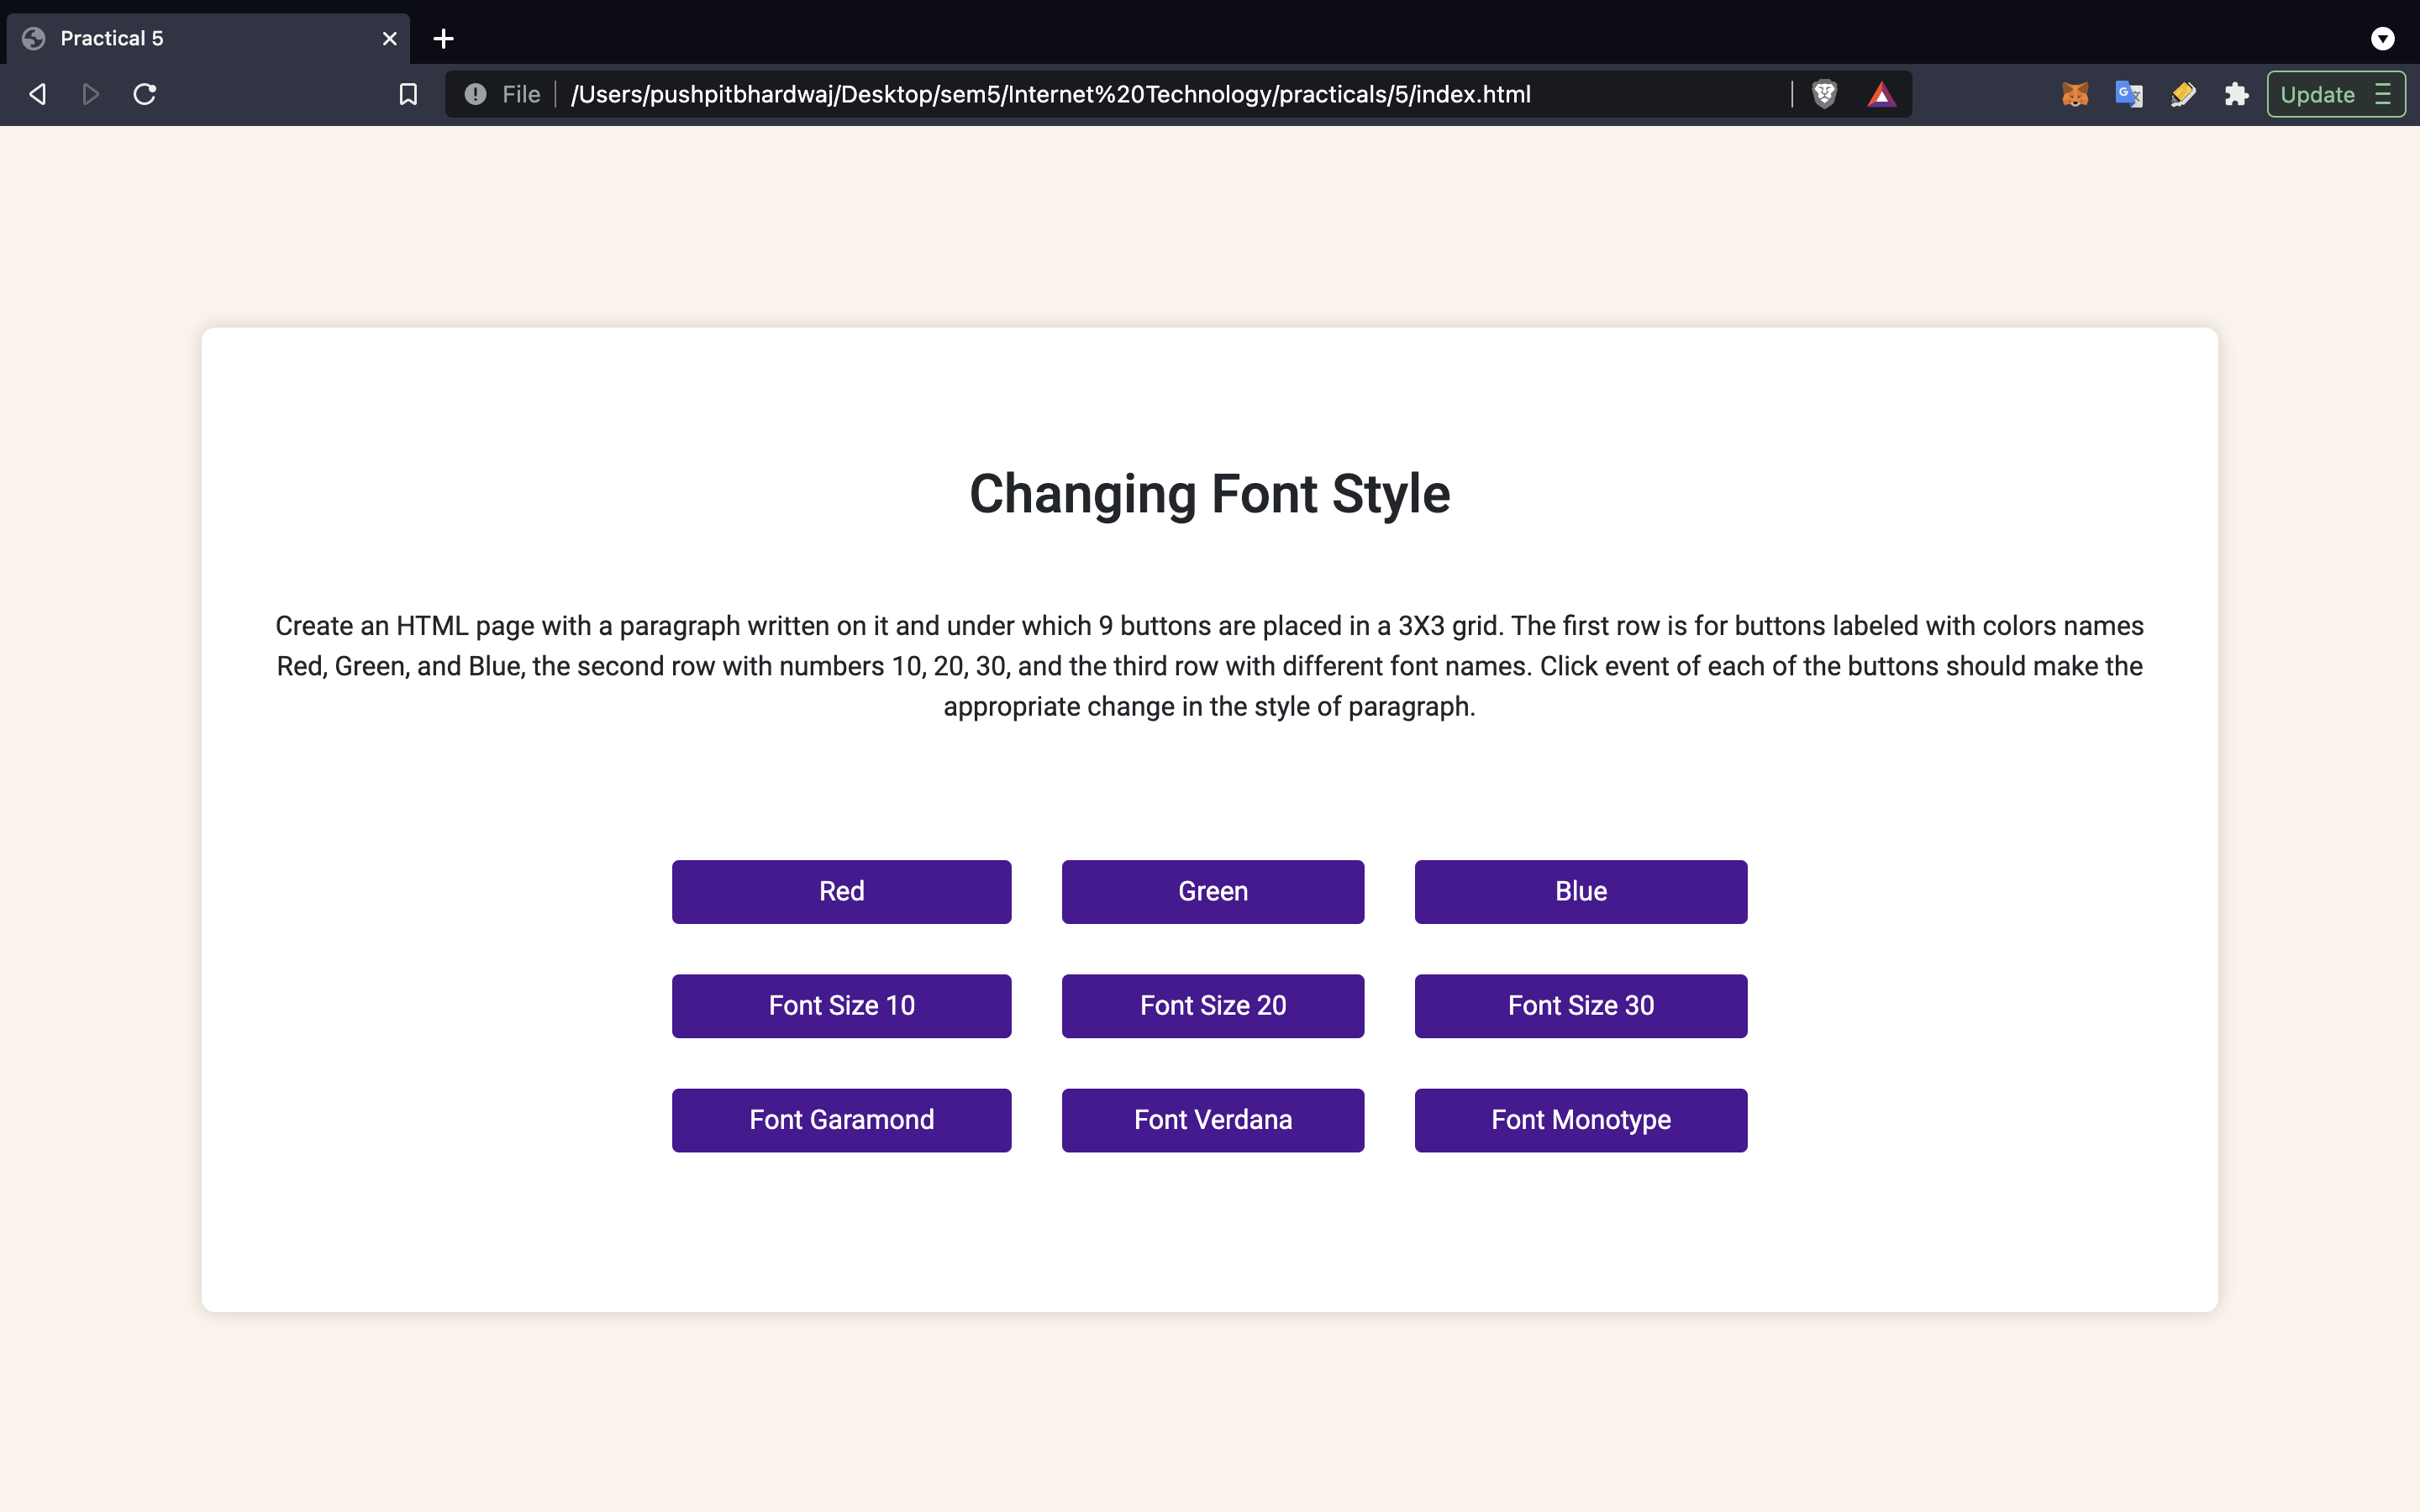 Practical 5
File /Users/pushpitbhardwaj/Desktop/sem5/Internet%20Technology/practicals/5/index.html
Update
Changing Font Style
Create an HTML page with a paragraph written on it and under which 9 buttons are placed in a 3X3 grid. The first row is for buttons labeled with colors names
Red, Green, and Blue, the second row with numbers 10, 20, 30, and the third row with different font names. Click event of each of the buttons should make the
appropriate change in the style of paragraph.
Red Green Blue
Font Size 10 Font Size 20 Font Size 30
Font Garamond Font Verdana Font Monotype